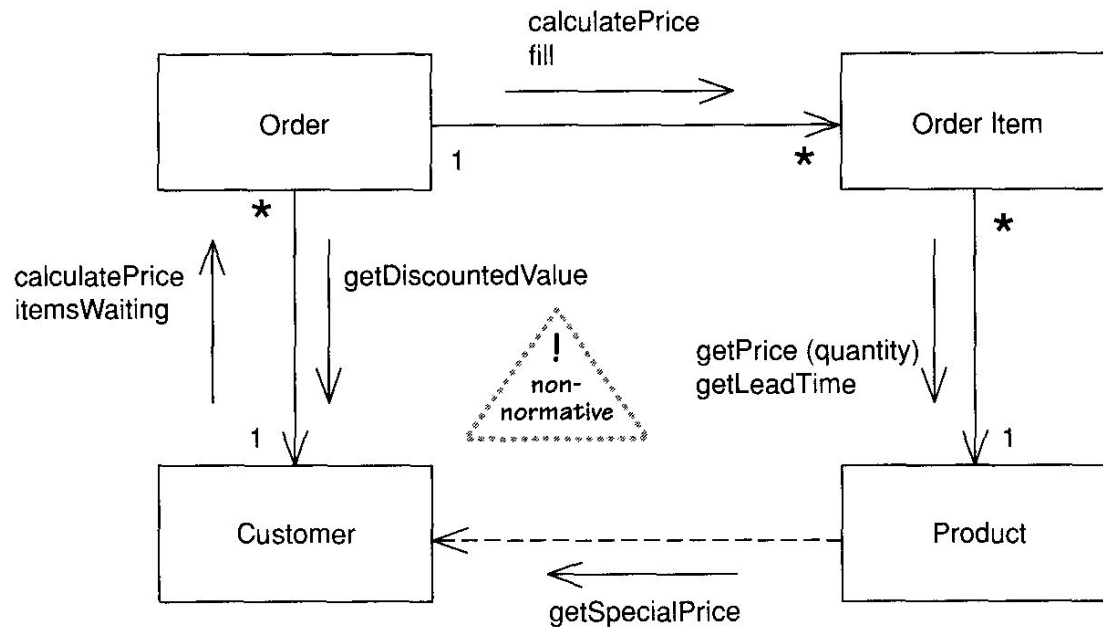 calculatePrice
fill
Order
Order Item
1
*
*
*
calculatePrice
itemsWaiting
getDiscountedValue
!
non-
normative
getPrice (quantity)
getLeadTime
1
1
Customer
Product
getSpecialPrice